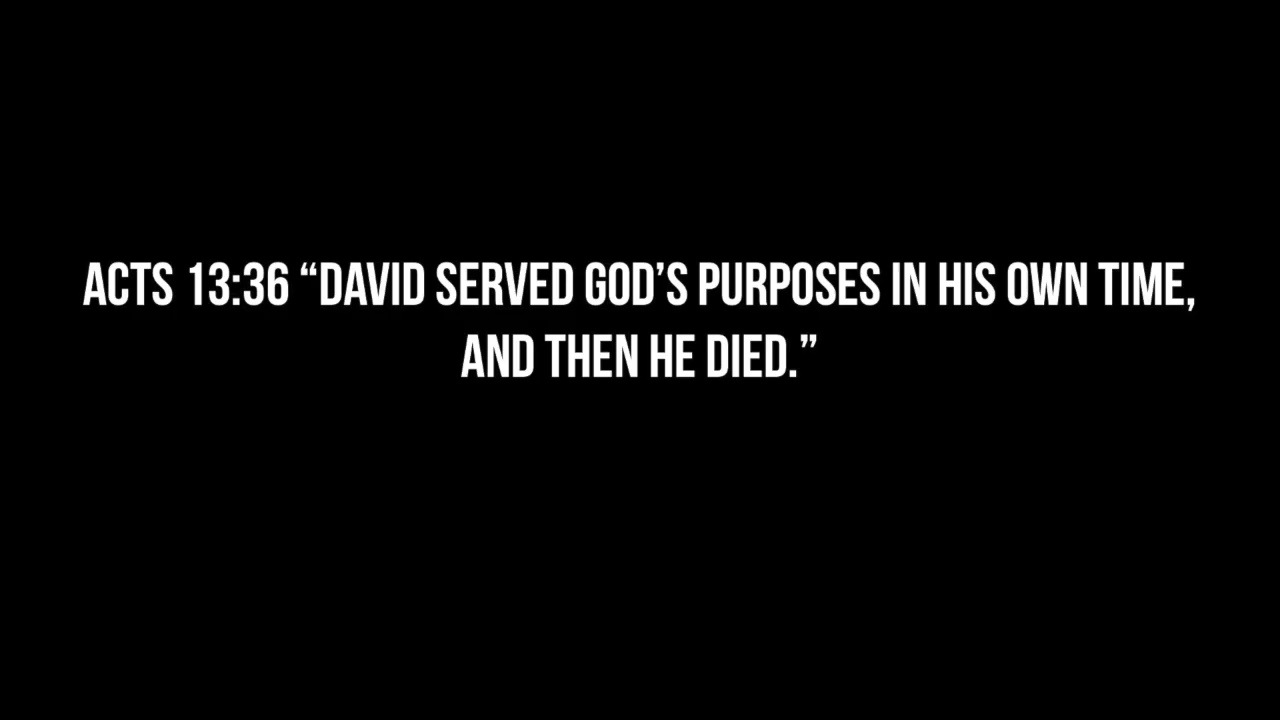 ACTS 13:36 “DAVID SERVED GOD’S PURPOSES IN HIS OWN TIME,
AND THEN HE DIED.”